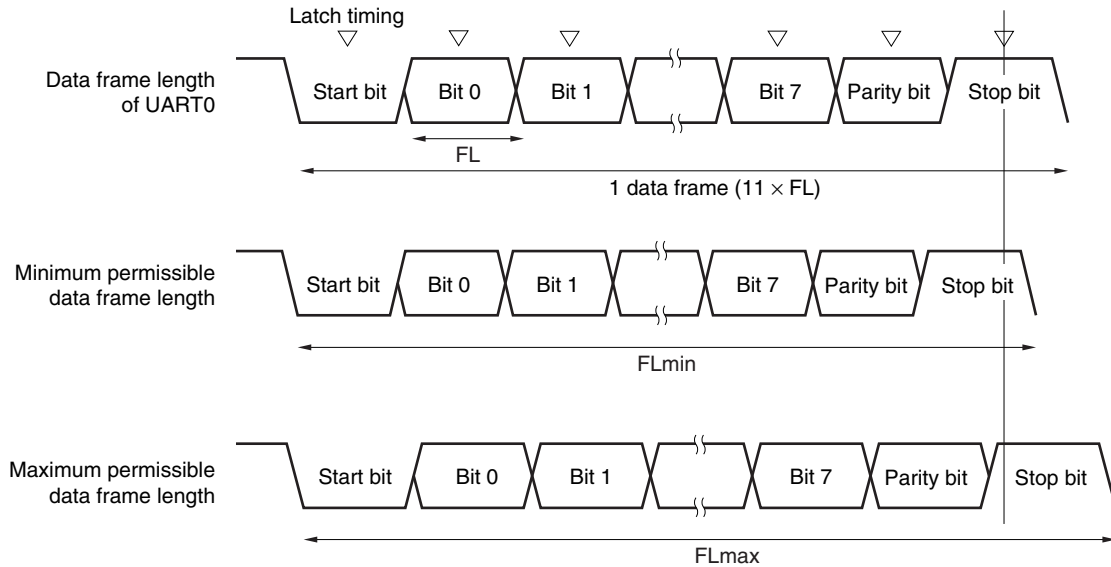 Latch timing
Data frame length
of UART0
Start bit
Bit 0
Bit 1
Bit 7
Parity bit
Stop bit
FL
1 data frame (11 × FL)
Minimum permissible
data frame length
Start bit
Bit 0
Bit 1
Bit 7
Parity bit
Stop bit
FLmin
Maximum permissible
data frame length
Start bit
Bit 0
Bit 1
Bit 7
Parity bit
Stop bit
FLmax